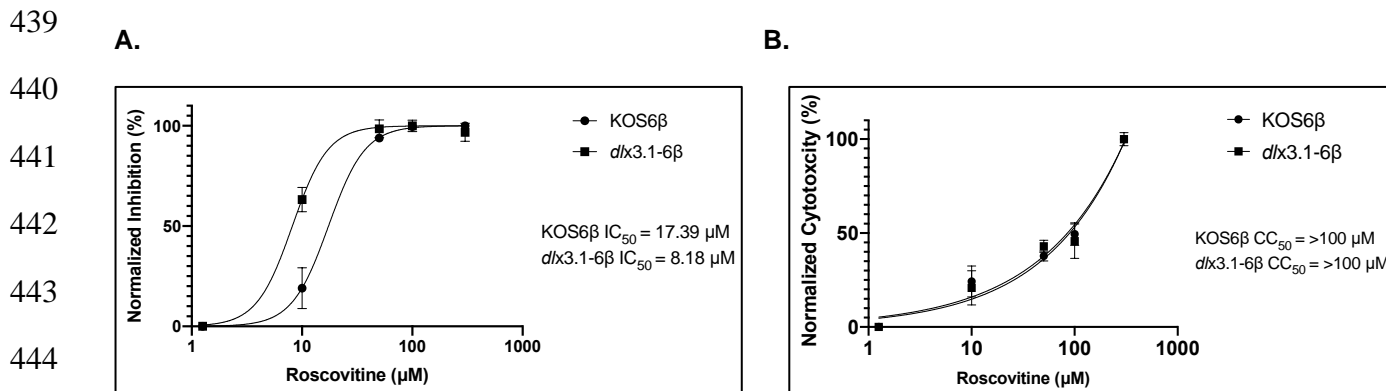 439
440
441
442
443
444
A.
Normalized Inhibition (%)
100
50
0
1
10
100
1000
Roscovitine (µM)
KOS6β
dlx3.1-6β
KOS6β IC50 = 17.39 µM
dlx3.1-6β IC50 = 8.18 µM
B.
Normalized Cytotoxcity (%)
100
50
0
1
10
100
1000
Roscovitine (µM)
KOS6β
dlx3.1-6β
KOS6β CC50 = >100 µM
dlx3.1-6β CC50 = >100 µM